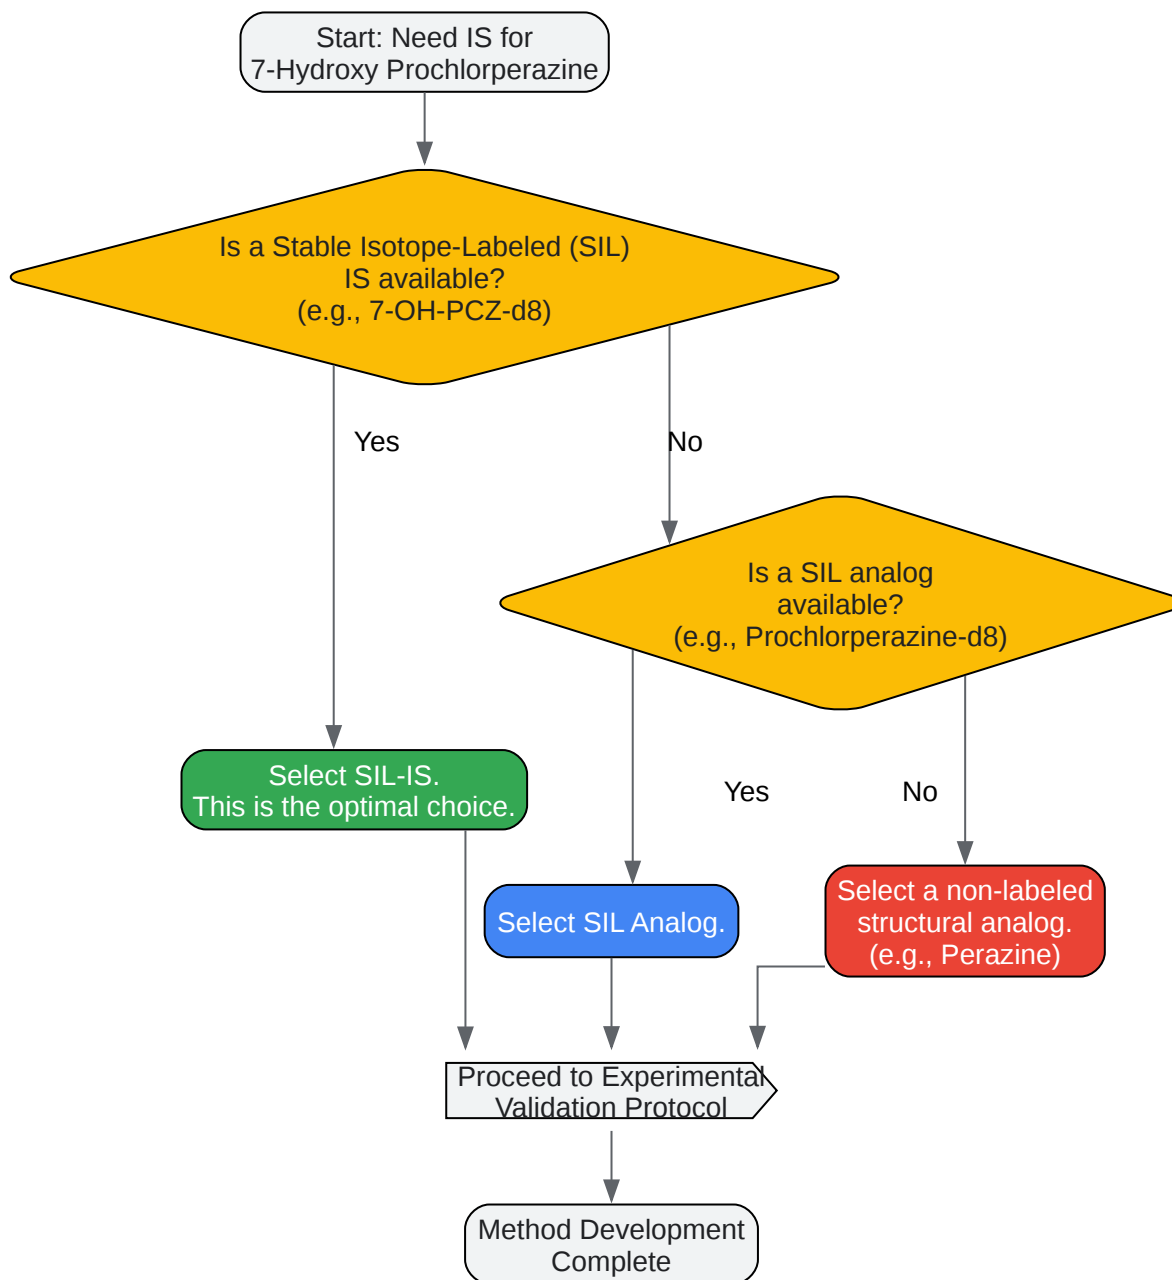 Start: Need IS for
7-Hydroxy Prochlorperazine
Is a Stable Isotope-Labeled (SIL)
IS available?
(e.g., 7-OH-PCZ-d8)
Yes
No
Is a SIL analog
available?
(e.g., Prochlorperazine-d8)
Select SIL-IS.
This is the optimal choice.
Yes
No
Select SIL Analog.
Select a non-labeled
structural analog.
(e.g., Perazine)
Proceed to Experimental
Validation Protocol
Method Development
Complete